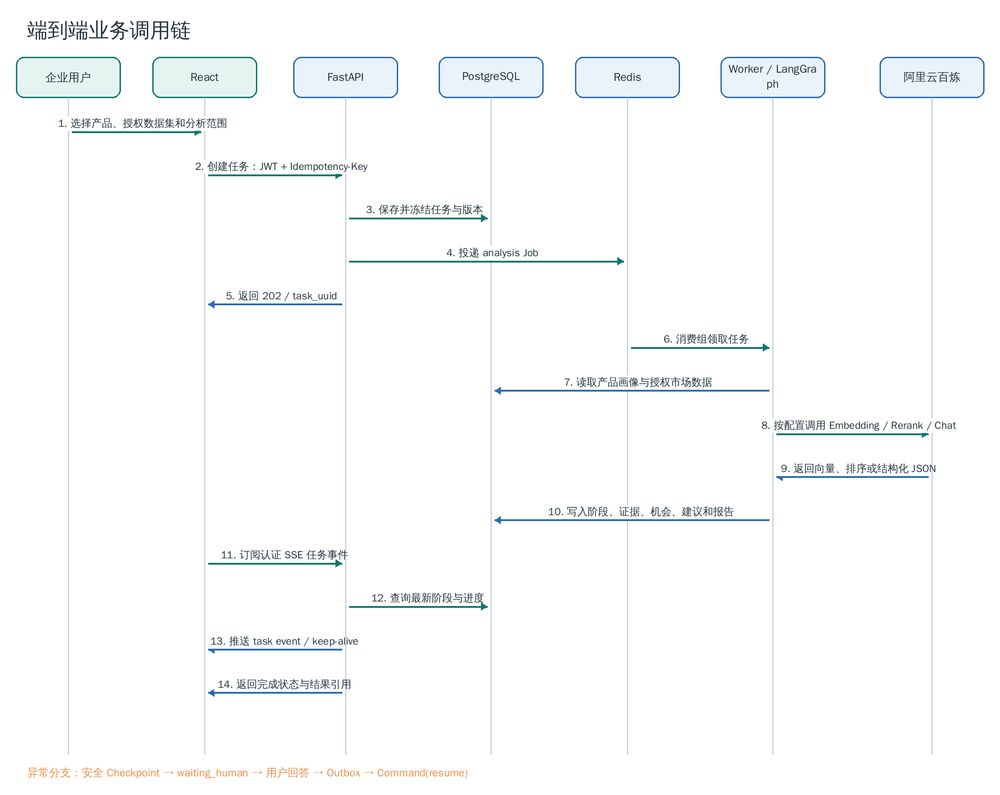 端到端业务调用链
企业用户
React
FastAPI
PostgreSQL
Redis
Worker / LangGra
ph
阿里云百炼
1. 选择产品、授权数据集和分析范围
2. 创建任务：JWT + Idempotency-Key
3. 保存并冻结任务与版本
4. 投递 analysis Job
5. 返回 202 / task_uuid
6. 消费组领取任务
7. 读取产品画像与授权市场数据
8. 按配置调用 Embedding / Rerank / Chat
9. 返回向量、排序或结构化 JSON
10. 写入阶段、证据、机会、建议和报告
11. 订阅认证 SSE 任务事件
12. 查询最新阶段与进度
13. 推送 task event / keep-alive
14. 返回完成状态与结果引用
异常分支：安全 Checkpoint → waiting_human → 用户回答 → Outbox → Command(resume)